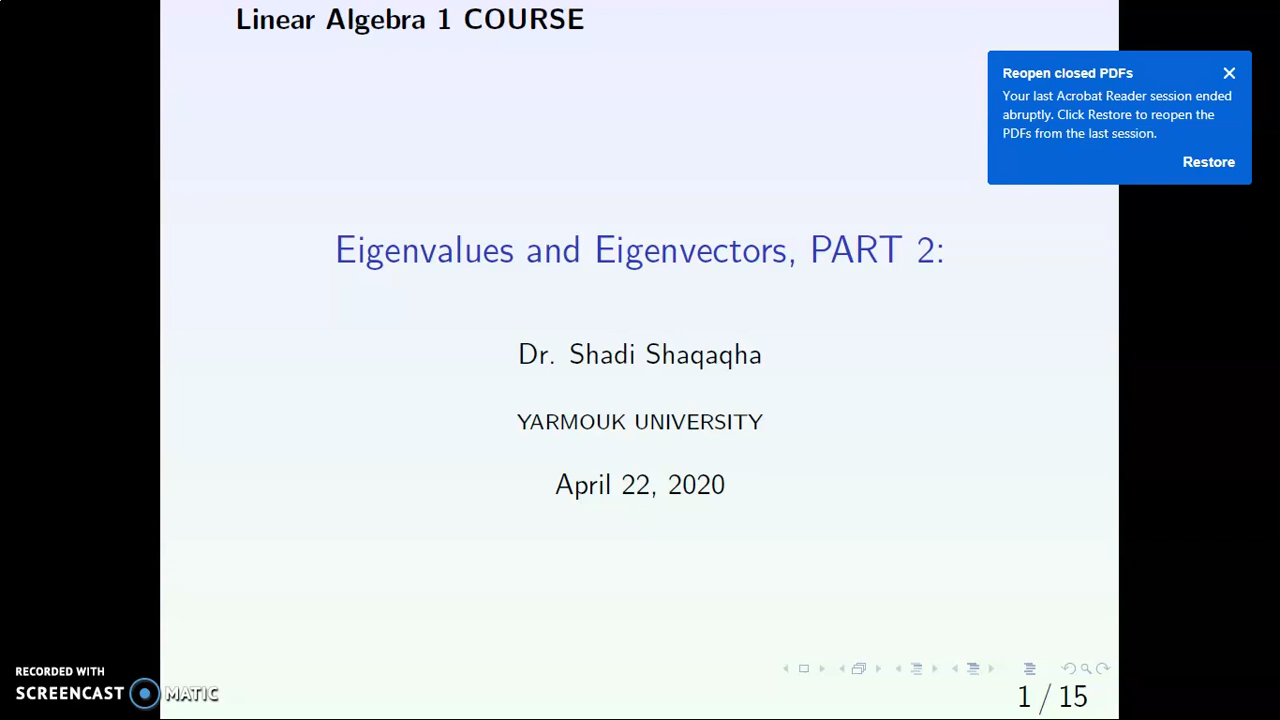 Linear Algebra 1 COURSE
Reopen closed PDFs
Your last Acrobat Reader session ended
abruptly. Click Restore to reopen the
PDFs from the last session.
Restore
Eigenvalues and Eigenvectors, PART 2:
Dr. Shadi Shaqaqha
YARMOUK UNIVERSITY
April 22, 2020
RECORDED WITH
SCREENCAST MATIC
1 / 15